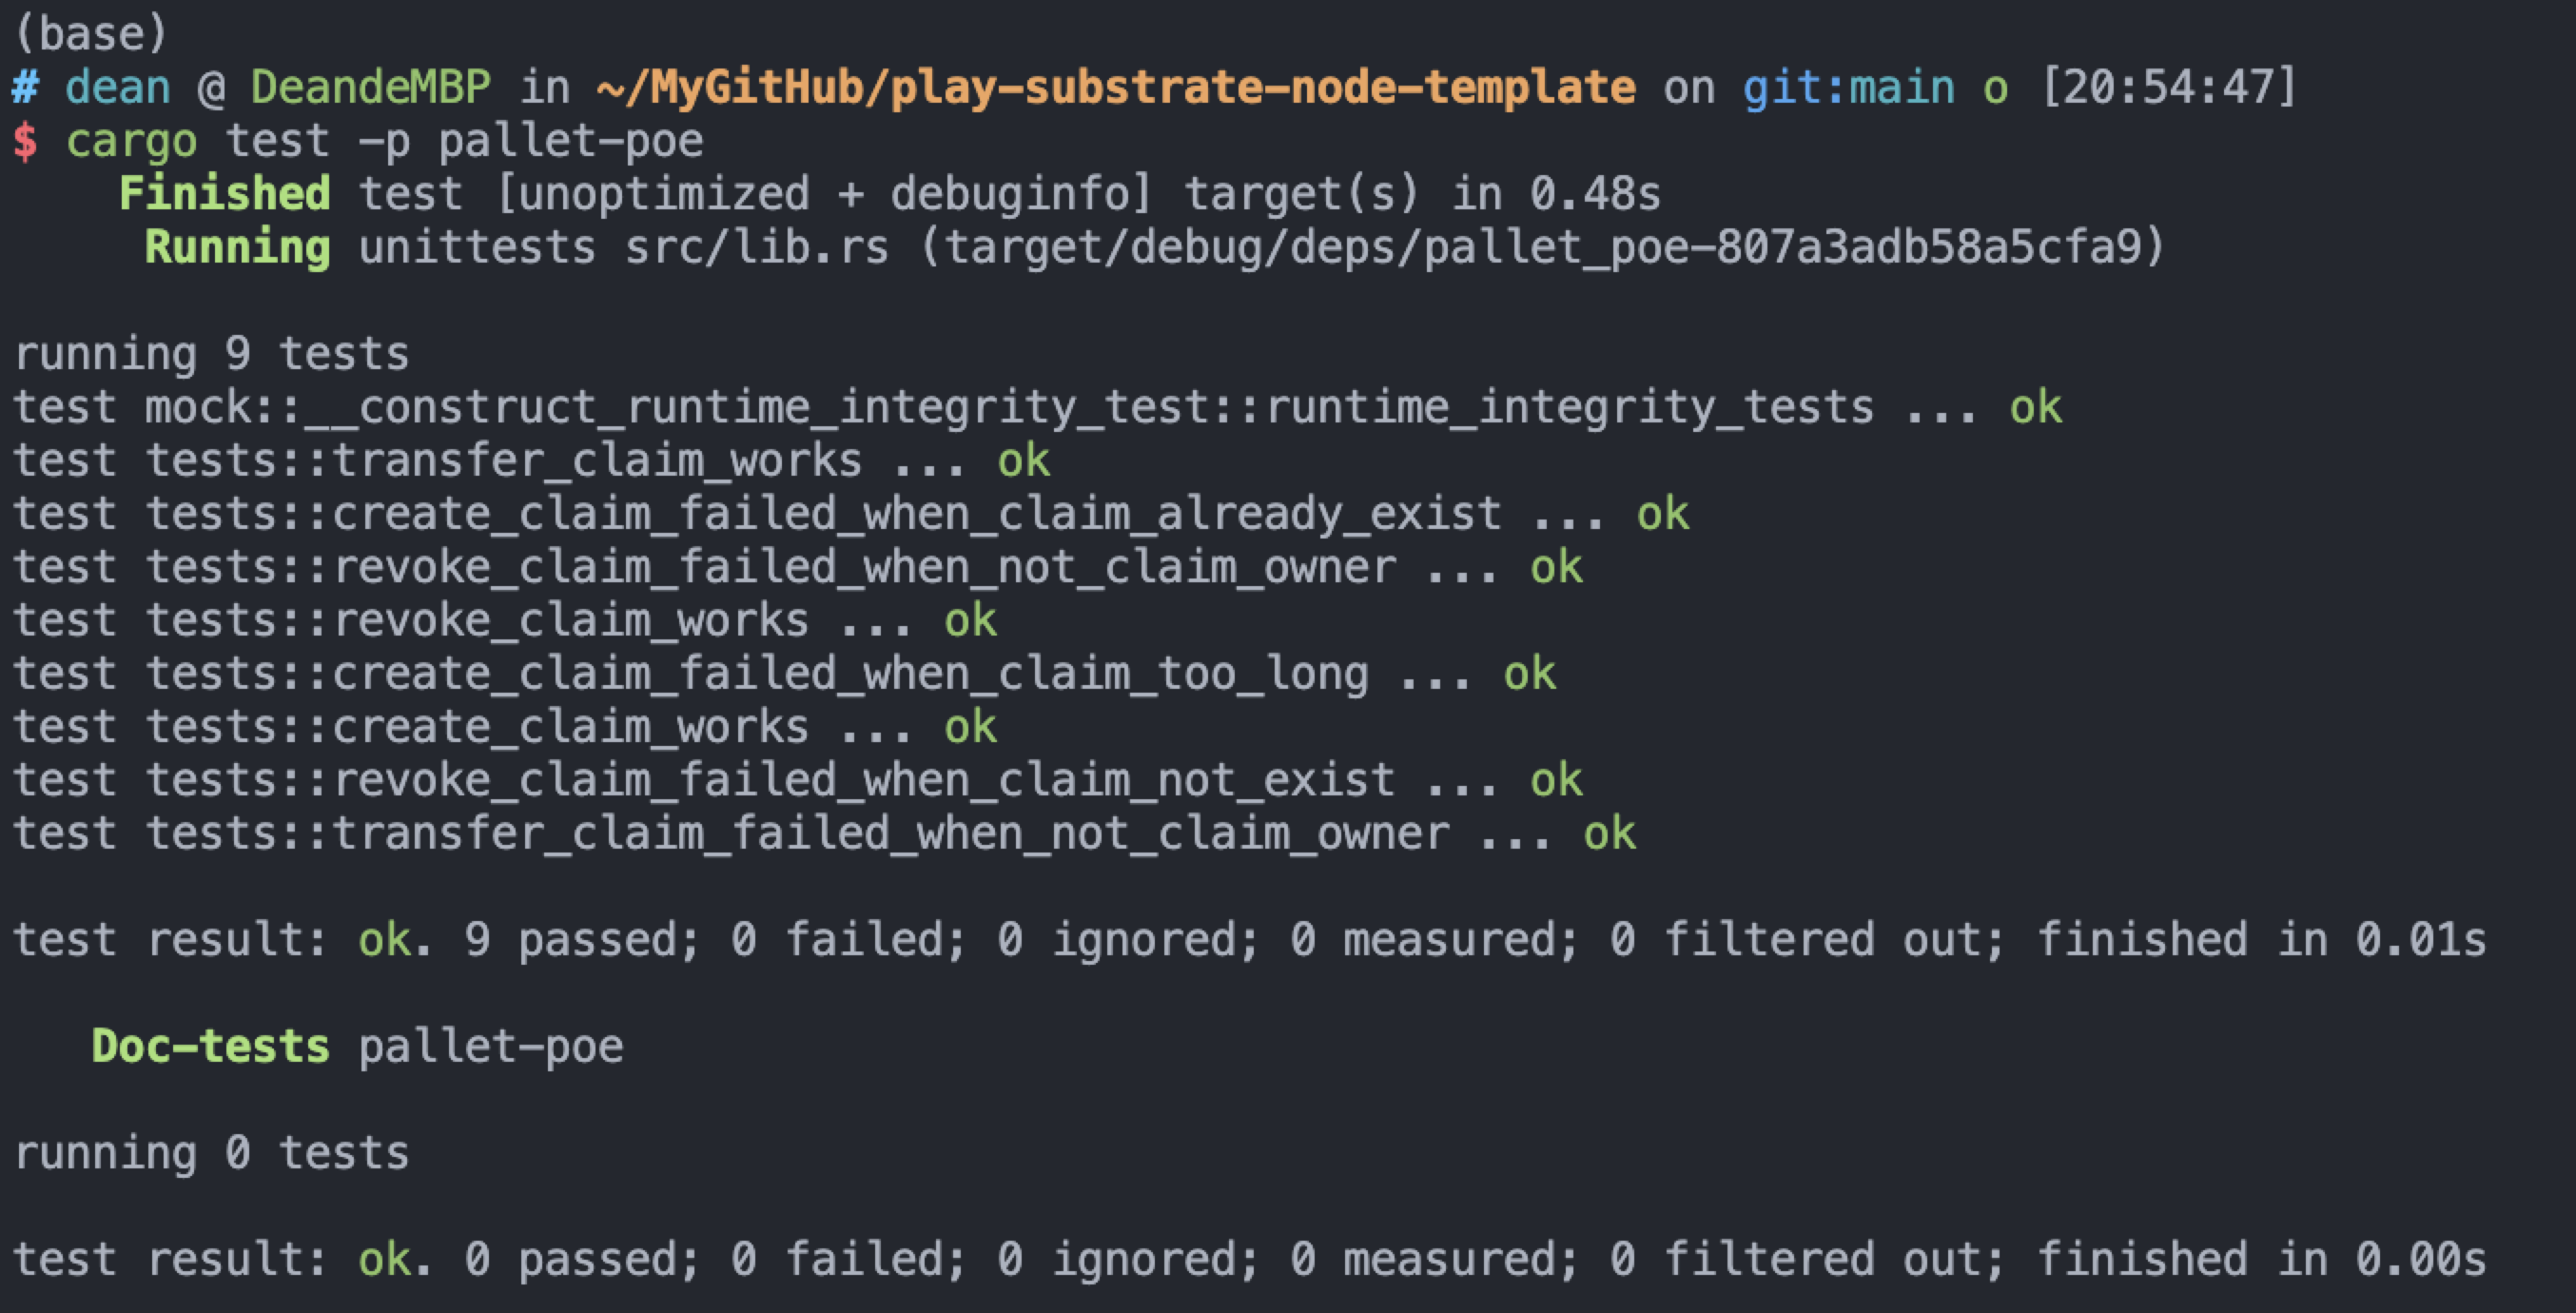 (base)
# dean @ DeandeMBP in ~/MyGitHub/play-substrate-node-template on git:main o [20:54:47]
$ cargo test -p pallet-poe
    Finished test [unoptimized + debuginfo] target(s) in 0.48s
     Running unittests src/lib.rs (target/debug/deps/pallet_poe-807a3adb58a5cfa9)

running 9 tests
test mock::__construct_runtime_integrity_test::runtime_integrity_tests ... ok
test tests::transfer_claim_works ... ok
test tests::create_claim_failed_when_claim_already_exist ... ok
test tests::revoke_claim_failed_when_not_claim_owner ... ok
test tests::revoke_claim_works ... ok
test tests::create_claim_failed_when_claim_too_long ... ok
test tests::create_claim_works ... ok
test tests::revoke_claim_failed_when_claim_not_exist ... ok
test tests::transfer_claim_failed_when_not_claim_owner ... ok

test result: ok. 9 passed; 0 failed; 0 ignored; 0 measured; 0 filtered out; finished in 0.01s

   Doc-tests pallet-poe

running 0 tests

test result: ok. 0 passed; 0 failed; 0 ignored; 0 measured; 0 filtered out; finished in 0.00s